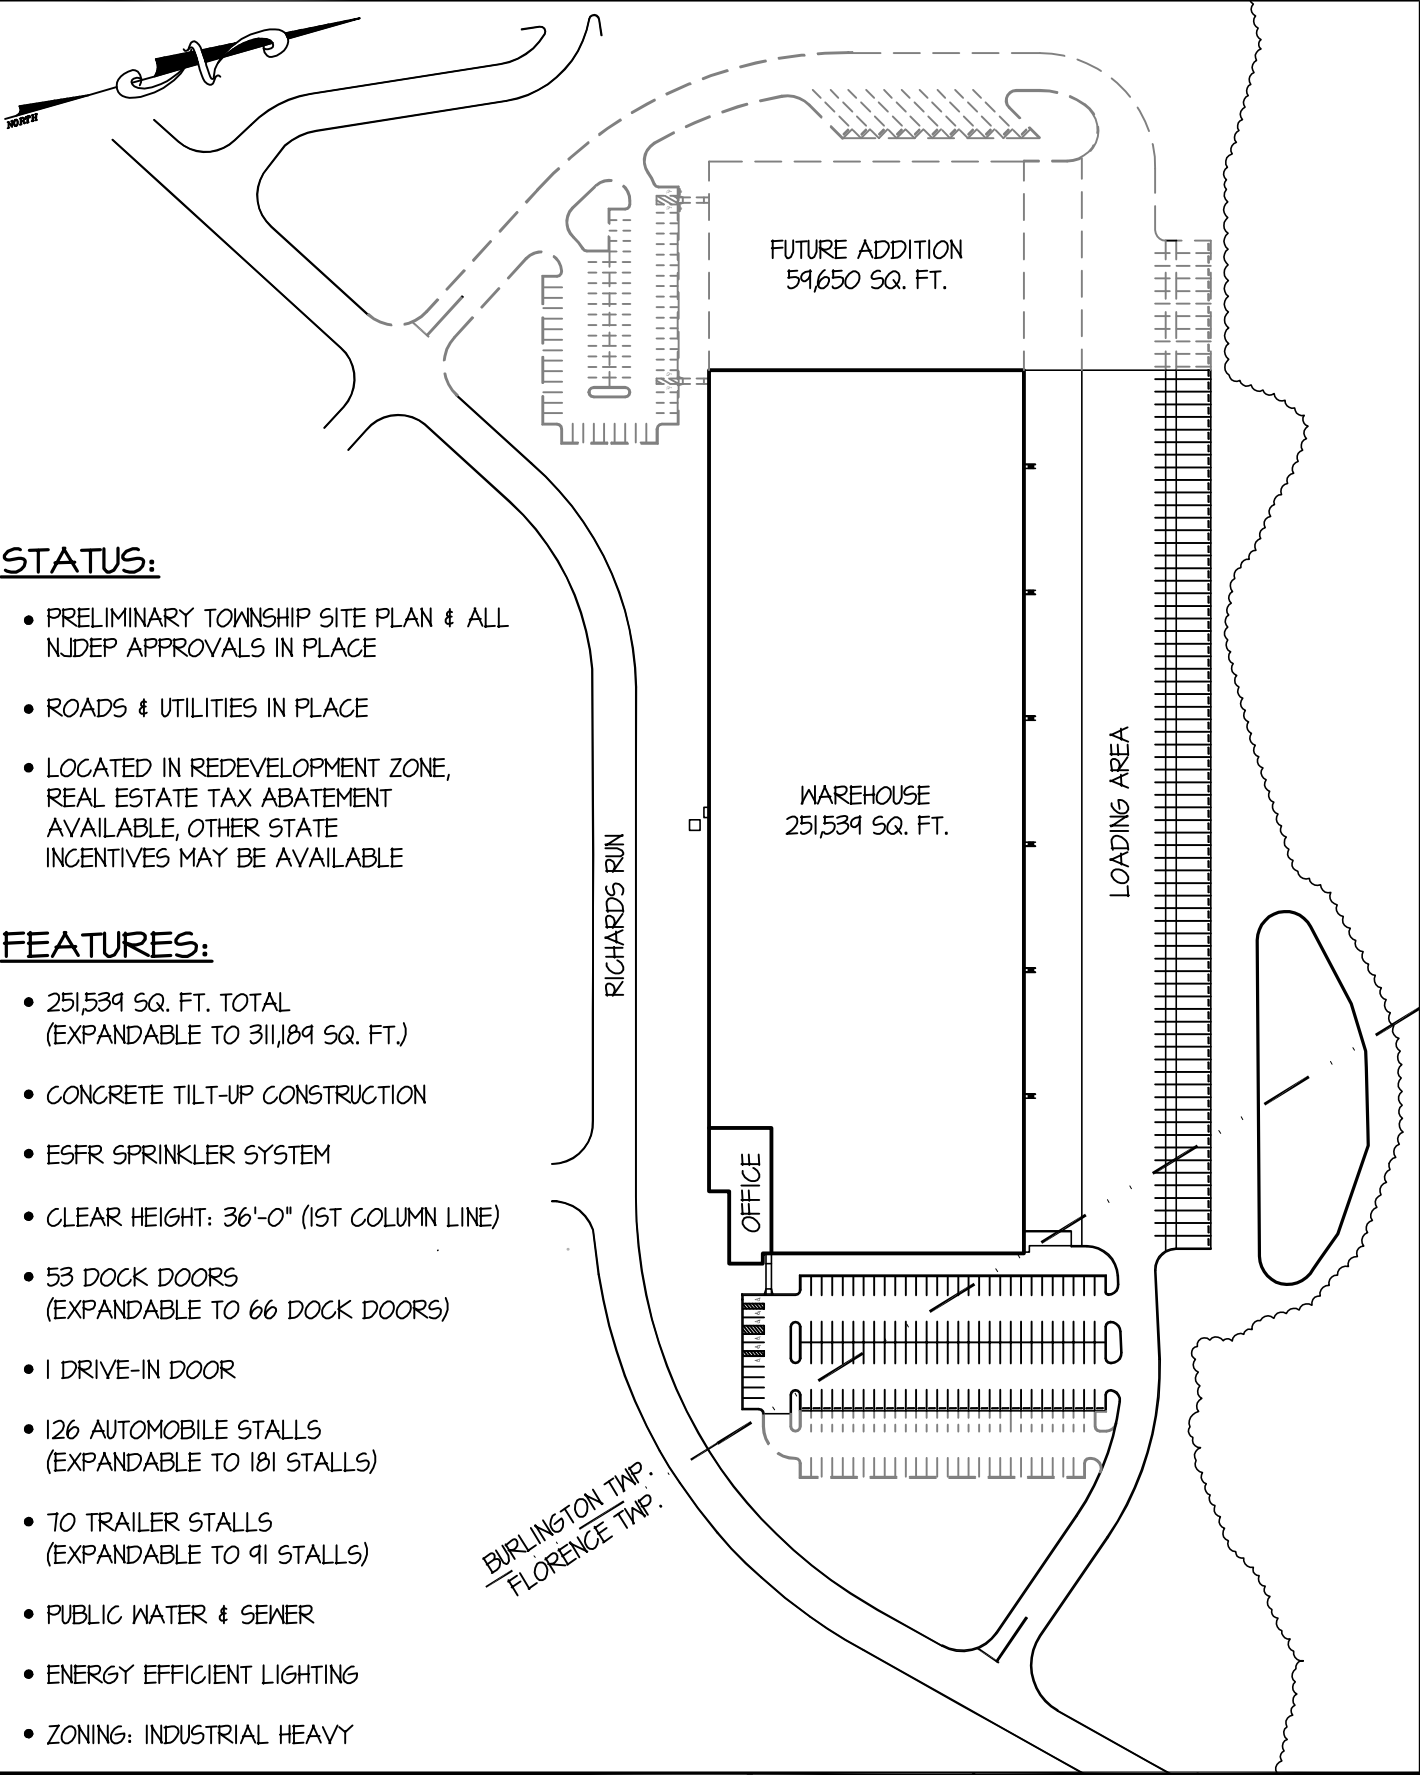 NORTH
FUTURE ADDITION
59,650 SQ. FT.
STATUS:
• PRELIMINARY TOWNSHIP SITE PLAN & ALL
NJDEP APPROVALS IN PLACE
• ROADS & UTILITIES IN PLACE
• LOCATED IN REDEVELOPMENT ZONE,
REAL ESTATE TAX ABATEMENT
AVAILABLE, OTHER STATE
INCENTIVES MAY BE AVAILABLE
WAREHOUSE
251,539 SQ. FT.
LOADING AREA
RICHARDS RUN
FEATURES:
• 251,539 SQ. FT. TOTAL
(EXPANDABLE TO 311,189 SQ. FT.)
• CONCRETE TILT-UP CONSTRUCTION
• ESFR SPRINKLER SYSTEM
• CLEAR HEIGHT: 36'-0" (1ST COLUMN LINE)
• 53 DOCK DOORS
(EXPANDABLE TO 66 DOCK DOORS)
• 1 DRIVE-IN DOOR
• 126 AUTOMOBILE STALLS
(EXPANDABLE TO 181 STALLS)
• 70 TRAILER STALLS
(EXPANDABLE TO 91 STALLS)
• PUBLIC WATER & SEWER
• ENERGY EFFICIENT LIGHTING
• ZONING: INDUSTRIAL HEAVY
OFFICE
BURLINGTON TWP.
FLORENCE TWP.